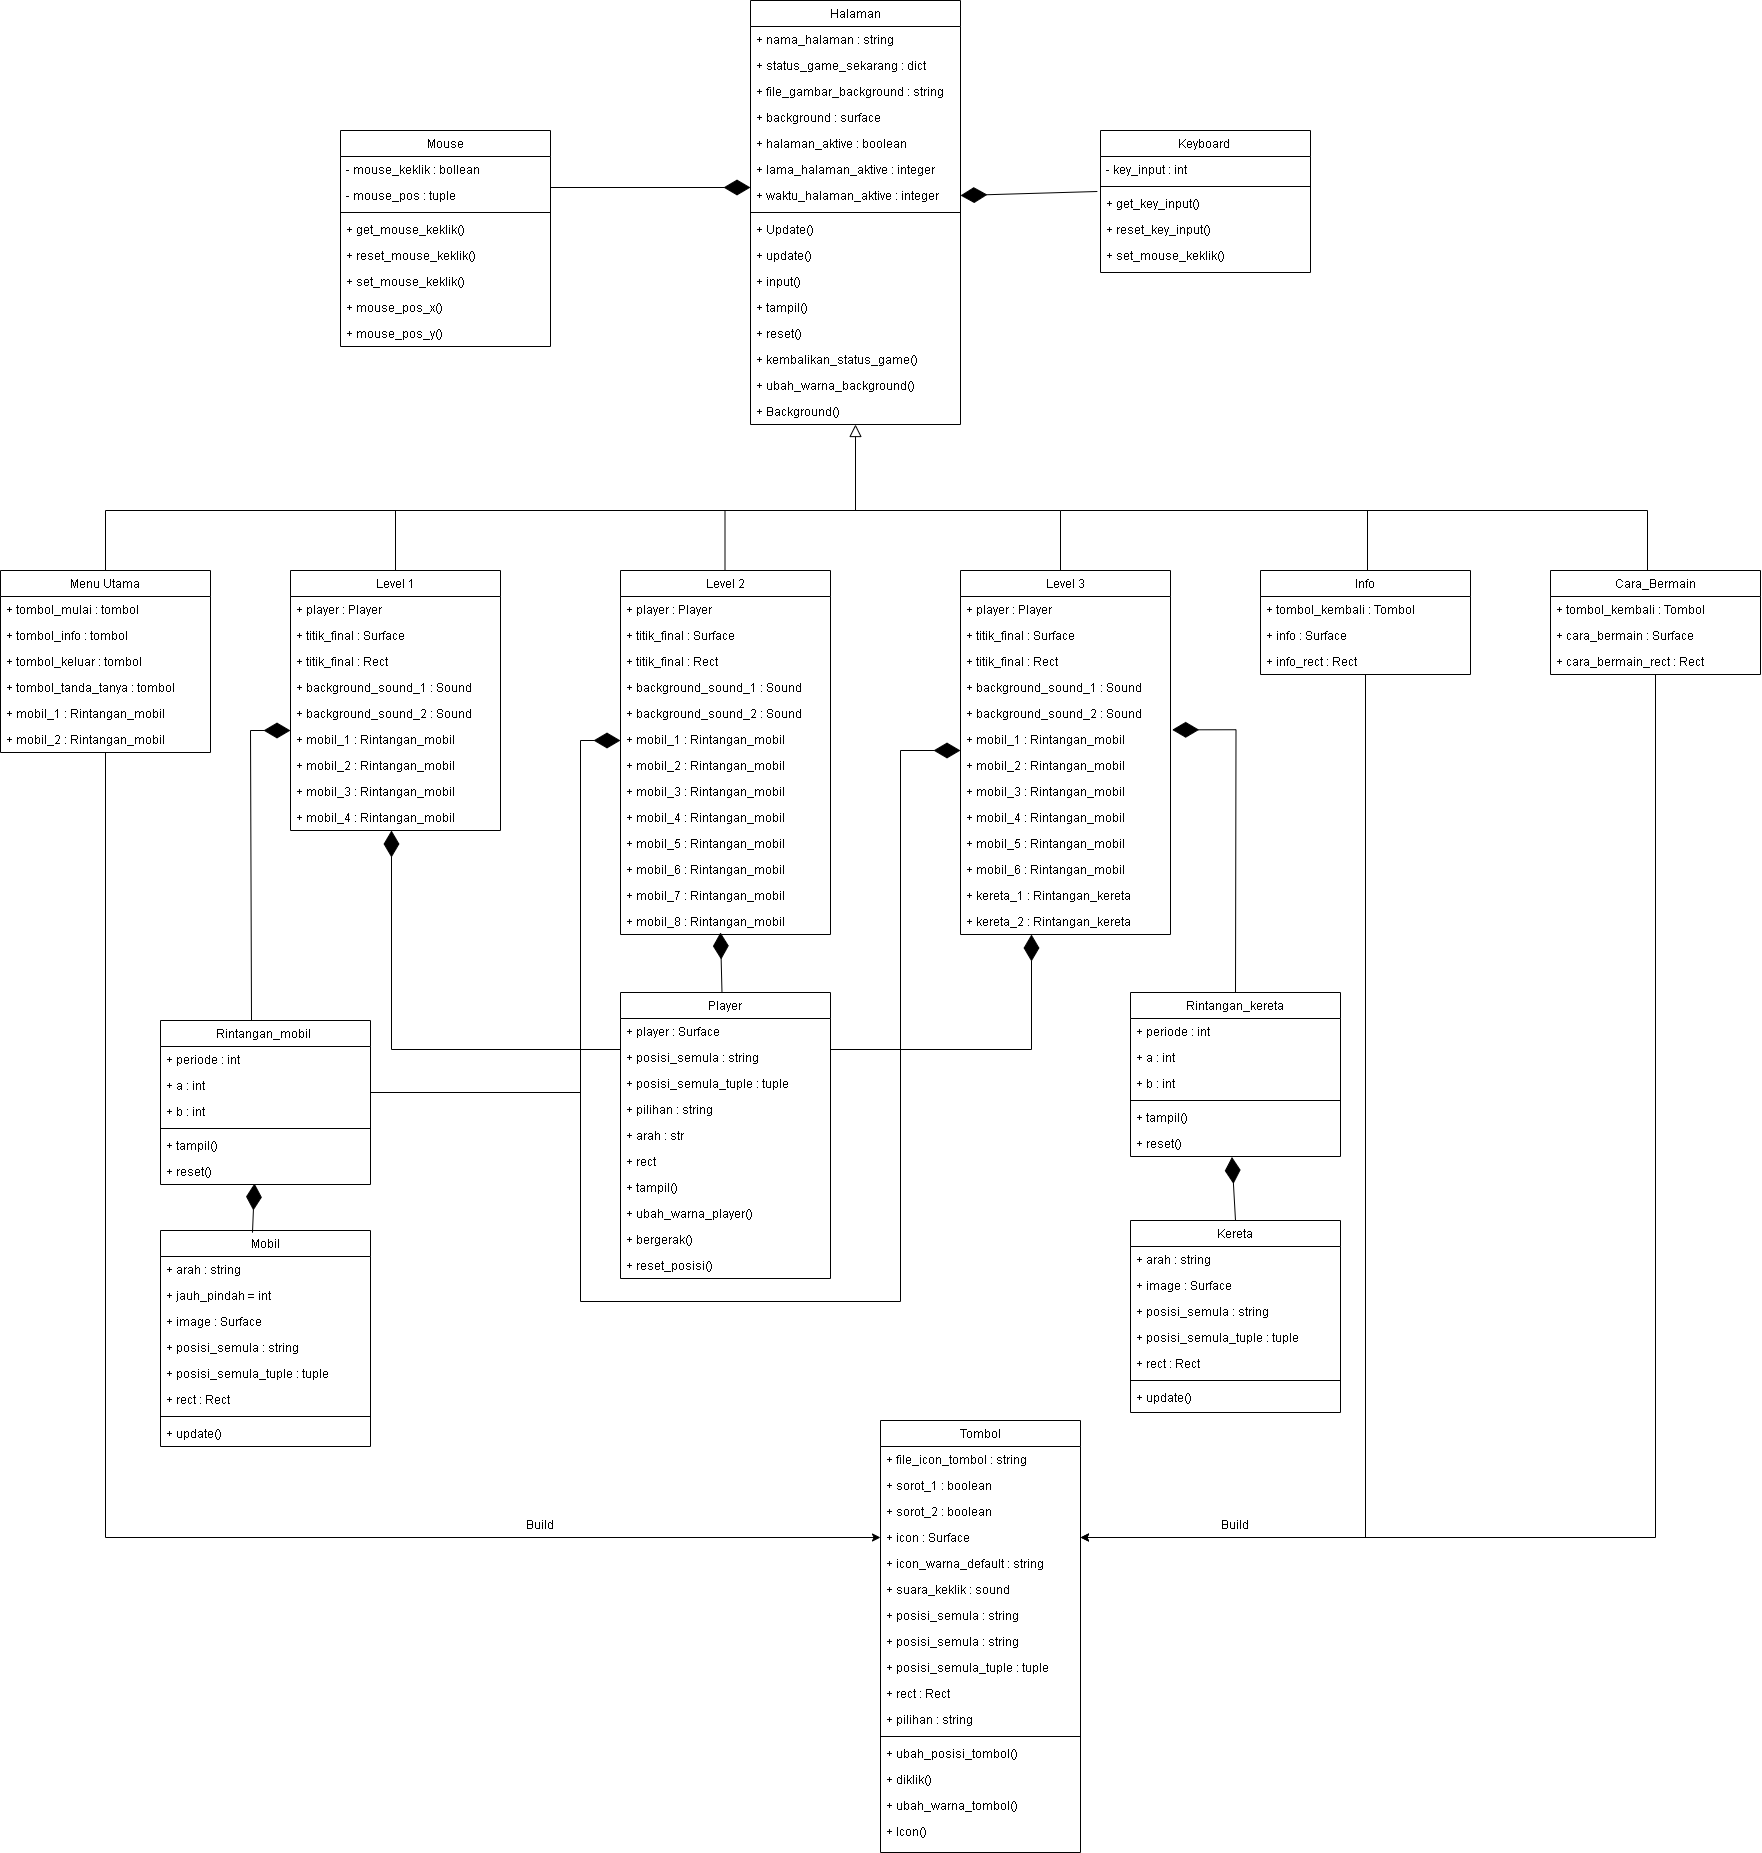 Halaman
+ nama_halaman : string
+ status_game_sekarang : dict
+ file_gambar_background : string
+ background : surface
+ halaman_aktive : boolean
+ lama_halaman_aktive : integer
+ waktu_halaman_aktive : integer
+ Update()
+ update()
+ input()
+ tampil()
+ reset()
+ kembalikan_status_game()
+ ubah_warna_background()
+ Background()
Mouse
- mouse_keklik : bollean
- mouse_pos : tuple
+ get_mouse_keklik()
+ reset_mouse_keklik()
+ set_mouse_keklik()
+ mouse_pos_x()
+ mouse_pos_y()
Keyboard
- key_input : int
+ get_key_input()
+ reset_key_input()
+ set_mouse_keklik()
Menu Utama
+ tombol_mulai : tombol
+ tombol_info : tombol
+ tombol_keluar : tombol
+ tombol_tanda_tanya : tombol
+ mobil_1 : Rintangan_mobil
+ mobil_2 : Rintangan_mobil
Level 1
+ player : Player
+ titik_final : Surface
+ titik_final : Rect
+ background_sound_1 : Sound
+ background_sound_2 : Sound
+ mobil_1 : Rintangan_mobil
+ mobil_2 : Rintangan_mobil
+ mobil_3 : Rintangan_mobil
+ mobil_4 : Rintangan_mobil
Level 2
+ player : Player
+ titik_final : Surface
+ titik_final : Rect
+ background_sound_1 : Sound
+ background_sound_2 : Sound
+ mobil_1 : Rintangan_mobil
+ mobil_2 : Rintangan_mobil
+ mobil_3 : Rintangan_mobil
+ mobil_4 : Rintangan_mobil
+ mobil_5 : Rintangan_mobil
+ mobil_6 : Rintangan_mobil
+ mobil_7 : Rintangan_mobil
+ mobil_8 : Rintangan_mobil
Level 3
+ player : Player
+ titik_final : Surface
+ titik_final : Rect
+ background_sound_1 : Sound
+ background_sound_2 : Sound
+ mobil_1 : Rintangan_mobil
+ mobil_2 : Rintangan_mobil
+ mobil_3 : Rintangan_mobil
+ mobil_4 : Rintangan_mobil
+ mobil_5 : Rintangan_mobil
+ mobil_6 : Rintangan_mobil
+ kereta_1 : Rintangan_kereta
+ kereta_2 : Rintangan_kereta
Info
+ tombol_kembali : Tombol
+ info : Surface
+ info_rect : Rect
Cara_Bermain
+ tombol_kembali : Tombol
+ cara_bermain : Surface
+ cara_bermain_rect : Rect
Rintangan_mobil
+ periode : int
+ a : int
+ b : int
+ tampil()
+ reset()
Player
+ player : Surface
+ posisi_semula : string
+ posisi_semula_tuple : tuple
+ pilihan : string
+ arah : str
+ rect
+ tampil()
+ ubah_warna_player()
+ bergerak()
+ reset_posisi()
Rintangan_kereta
+ periode : int
+ a : int
+ b : int
+ tampil()
+ reset()
Mobil
+ arah : string
+ jauh_pindah = int
+ image : Surface
+ posisi_semula : string
+ posisi_semula_tuple : tuple
+ rect : Rect
+ update()
Kereta
+ arah : string
+ image : Surface
+ posisi_semula : string
+ posisi_semula_tuple : tuple
+ rect : Rect
+ update()
Build
Build
Tombol
+ file_icon_tombol : string
+ sorot_1 : boolean
+ sorot_2 : boolean
+ icon : Surface
+ icon_warna_default : string
+ suara_keklik : sound
+ posisi_semula : string
+ posisi_semula : string
+ posisi_semula_tuple : tuple
+ rect : Rect
+ pilihan : string
+ ubah_posisi_tombol()
+ diklik()
+ ubah_warna_tombol()
+ Icon()